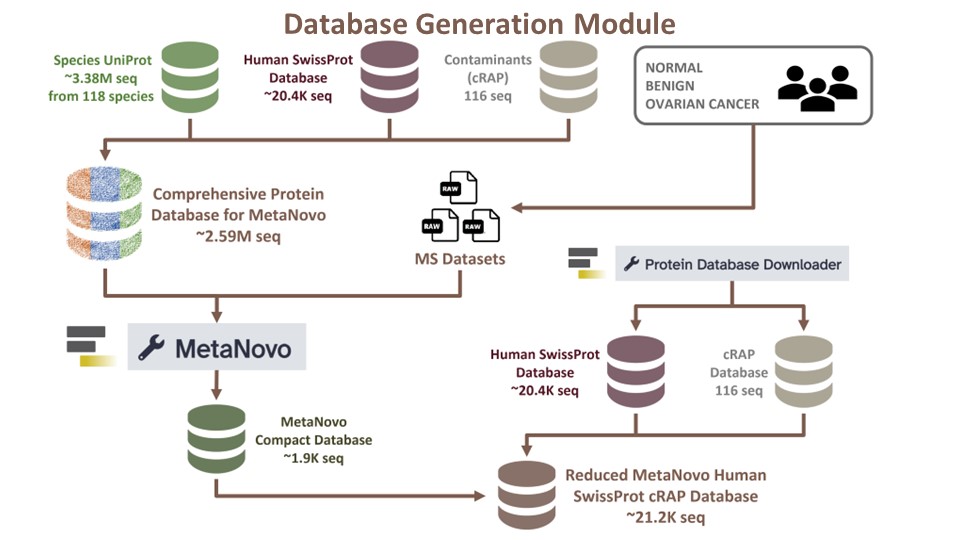 Database Generation Module
Species UniProt
~3.38M seq
from 118 species
Human SwissProt
Database
~20.4K seq
Contaminants
(cRAP)
116 seq
NORMAL
BENIGN
OVARIAN CANCER
Comprehensive Protein
Database for MetaNovo
~2.59M seq
RAW
RAW
RAW
MS Datasets
Protein Database Downloader
MetaNovo
Human SwissProt
Database
~20.4K seq
cRAP
Database
116 seq
MetaNovo
Compact Database
~1.9K seq
Reduced MetaNovo Human
SwissProt cRAP Database
~21.2K seq